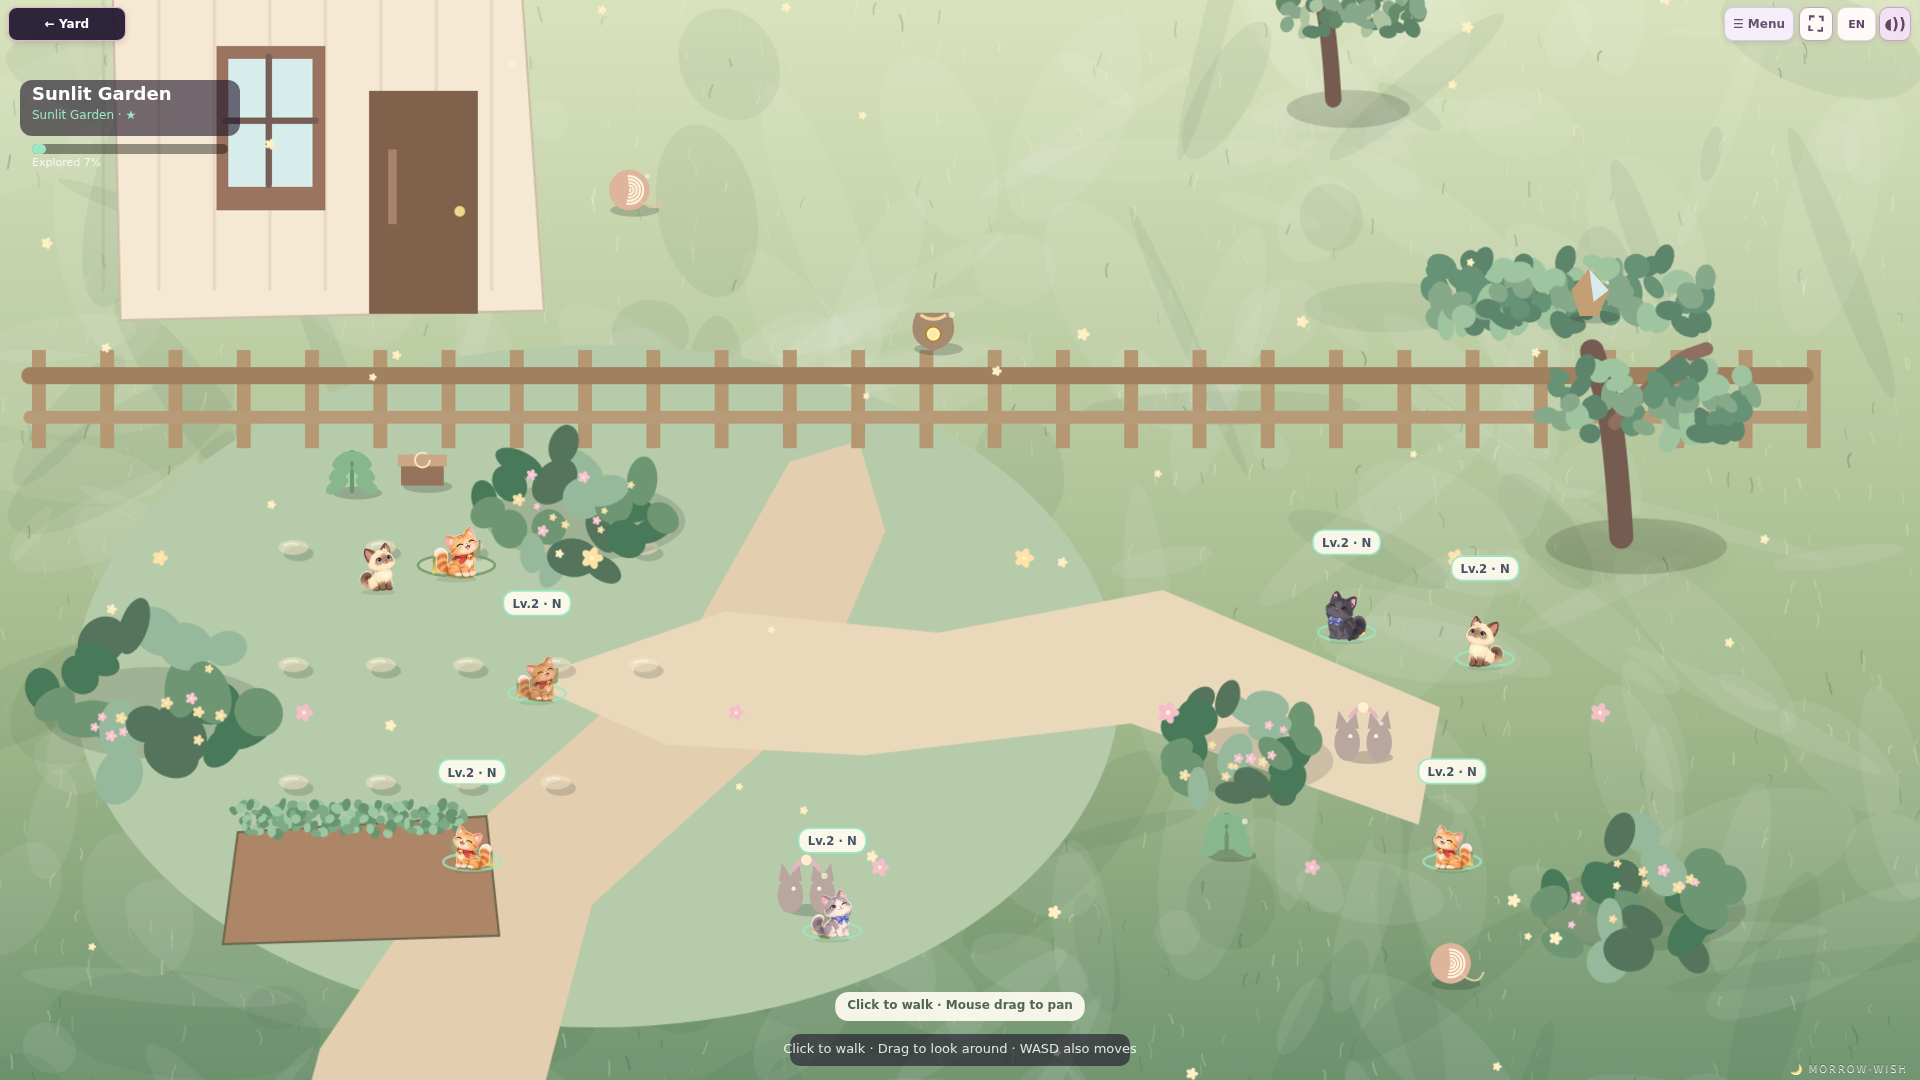 ← Yard
☰ Menu
EN
Sunlit Garden
Sunlit Garden · ★
Explored 7%
Lv.2 · N
Lv.2 · N
Lv.2 · N
Lv.2 · N
Lv.2 · N
Lv.2 · N
Click to walk · Mouse drag to pan
Click to walk · Drag to look around · WASD also moves
🌙 MORROW-WISH